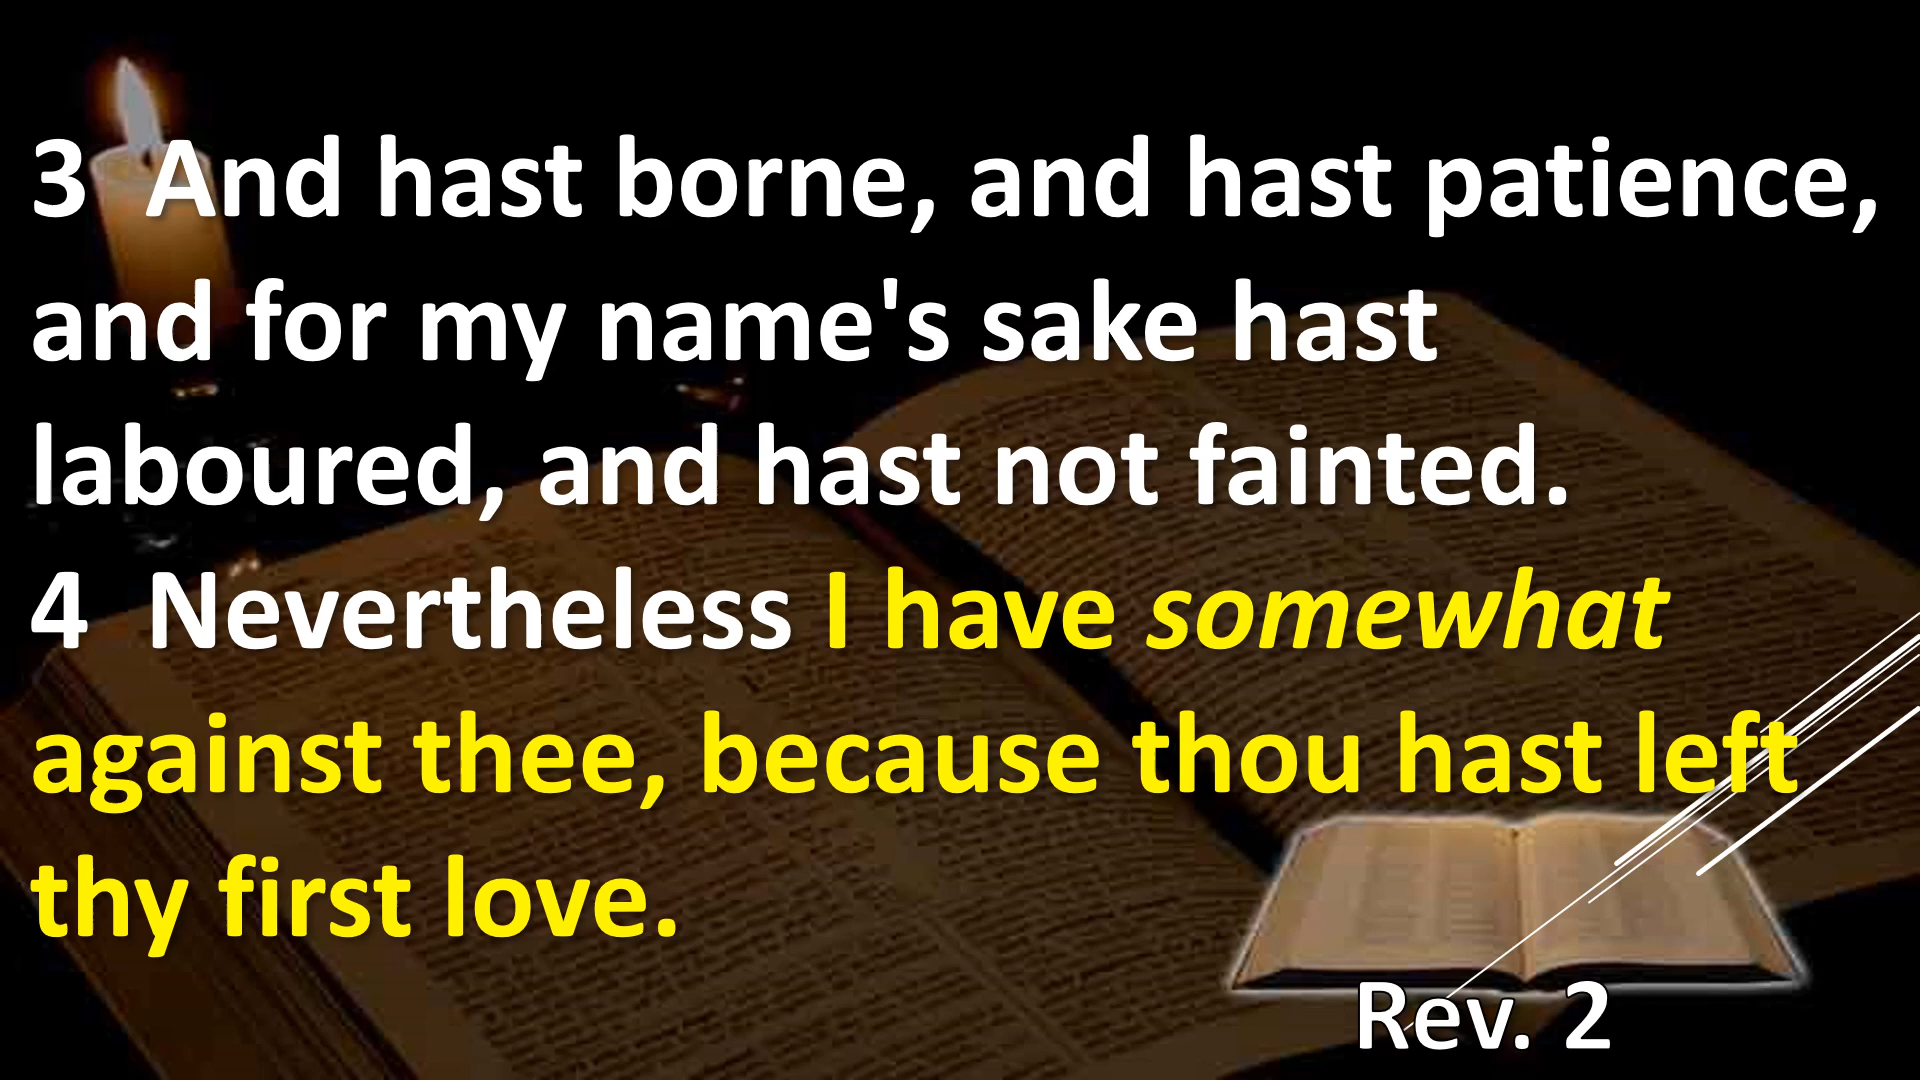 3  And hast borne, and hast patience,
and for my name's sake hast
laboured, and hast not fainted.
4  Nevertheless I have somewhat
against thee, because thou hast left
thy first love.
Rev. 2